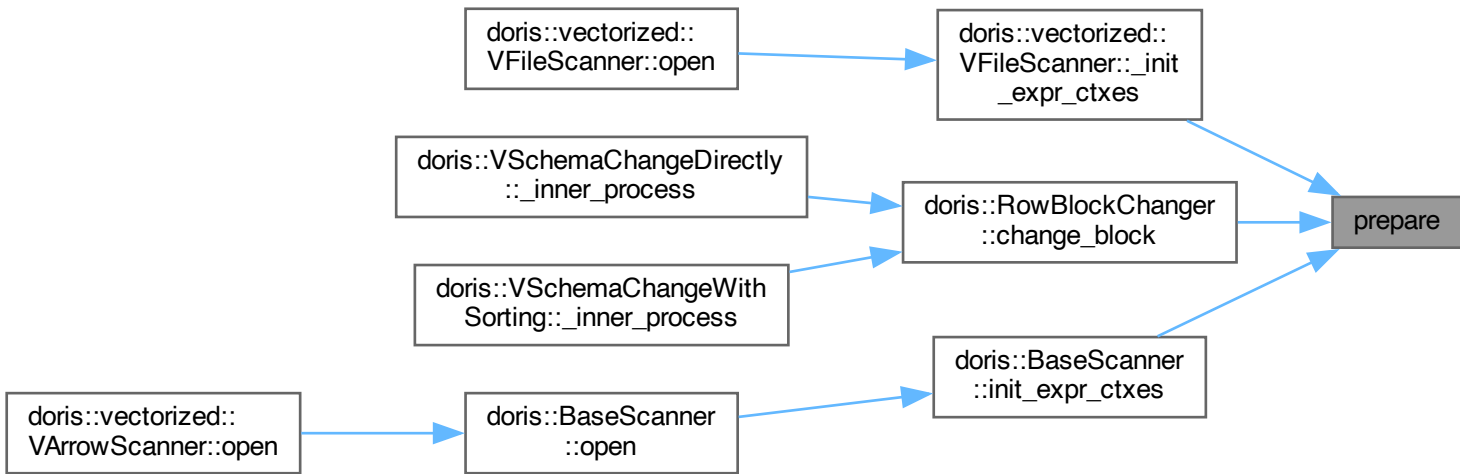 doris::vectorized::
VFileScanner::open
doris::vectorized::
VFileScanner::_init
_expr_ctxes
doris::VSchemaChangeDirectly
::_inner_process
doris::RowBlockChanger
::change_block
prepare
doris::VSchemaChangeWith
Sorting::_inner_process
doris::BaseScanner
::init_expr_ctxes
doris::vectorized::
VArrowScanner::open
doris::BaseScanner
::open